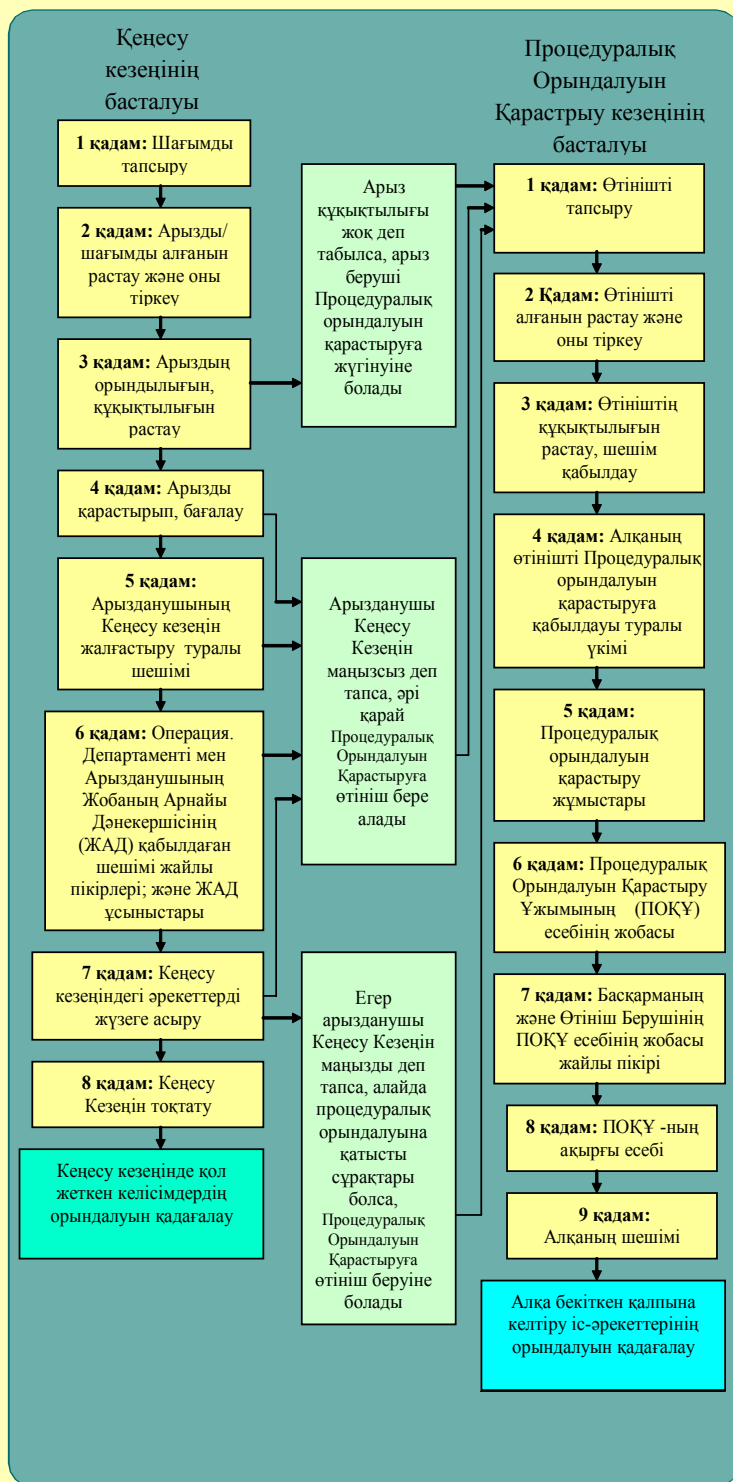 Қеңесу
кезеңінің
басталуы
1 қадам: Шағымды
тапсыру
2 қадам: Арызды/
шағымды алғанын
растау және оны
тіркеу
3 қадам: Арыздың
орындылығын,
құқықтылығын
растау
4 қадам: Арызды
қарастырып, бағалау
5 қадам:
Арызданушының
Кеңесу кезеңін
жалғастыру туралы
шешімі
6 қадам: Операция.
Департаменті мен
Арызданушының
Жобаның Арнайы
Дәнекершісінің
(ЖАД) қабылдаған
шешімі жайлы
пікірлері; және ЖАД
ұсыныстары
7 қадам: Кеңесу
кезеңіндегі әрекеттерді
жүзеге асыру
8 қадам: Кеңесу
Кезеңін тоқтату
Кеңесу кезеңінде қол
жеткен келісімдердің
орындалуын қадағалау
Арыз
құқықтылығы
жоқ деп
табылса, арыз
беруші
Процедуралық
орындалуын
қарастыруға
жүгінуіне
болады
Арызданушы
Кеңесу
Кезеңін
маңызсыз деп
тапса, әрі
қарай
Процедуралық
Орындалуын
Қарастыруға
өтініш бере
алады
Егер
арызданушы
Кеңесу Кезеңін
маңызды деп
тапса, алайда
процедуралық
орындалуына
қатысты
сұрақтары
болса,
Процедуралық
Орындалуын
Қарастыруға
өтініш беруіне
болады
Процедуралық
Орындалуын
Қарастрыу кезеңінің
басталуы
1 қадам: Өтінішті
тапсыру
2 Қадам: Өтінішті
алғанын растау және
оны тіркеу
3 қадам: Өтініштің
құқықтылығын
растау, шешім
қабылдау
4 қадам: Алқаның
өтінішті Процедуралық
орындалуын
қарастыруға
қабылдауы туралы
үкімі
5 қадам:
Процедуралық
орындалуын
қарастыру
жұмыстары
6 қадам: Процедуралық
Орындалуын Қарастыру
Ұжымының (ПОҚҰ)
есебінің жобасы
7 қадам: Басқарманың
және Өтініш Берушінің
ПОҚҰ есебінің жобасы
жайлы пікірі
8 қадам: ПОҚҰ -ның
ақырғы есебі
9 қадам:
Алқаның шешімі
Алқа бекіткен қалпына
келтіру іс-әрекеттерінің
орындалуын қадағалау